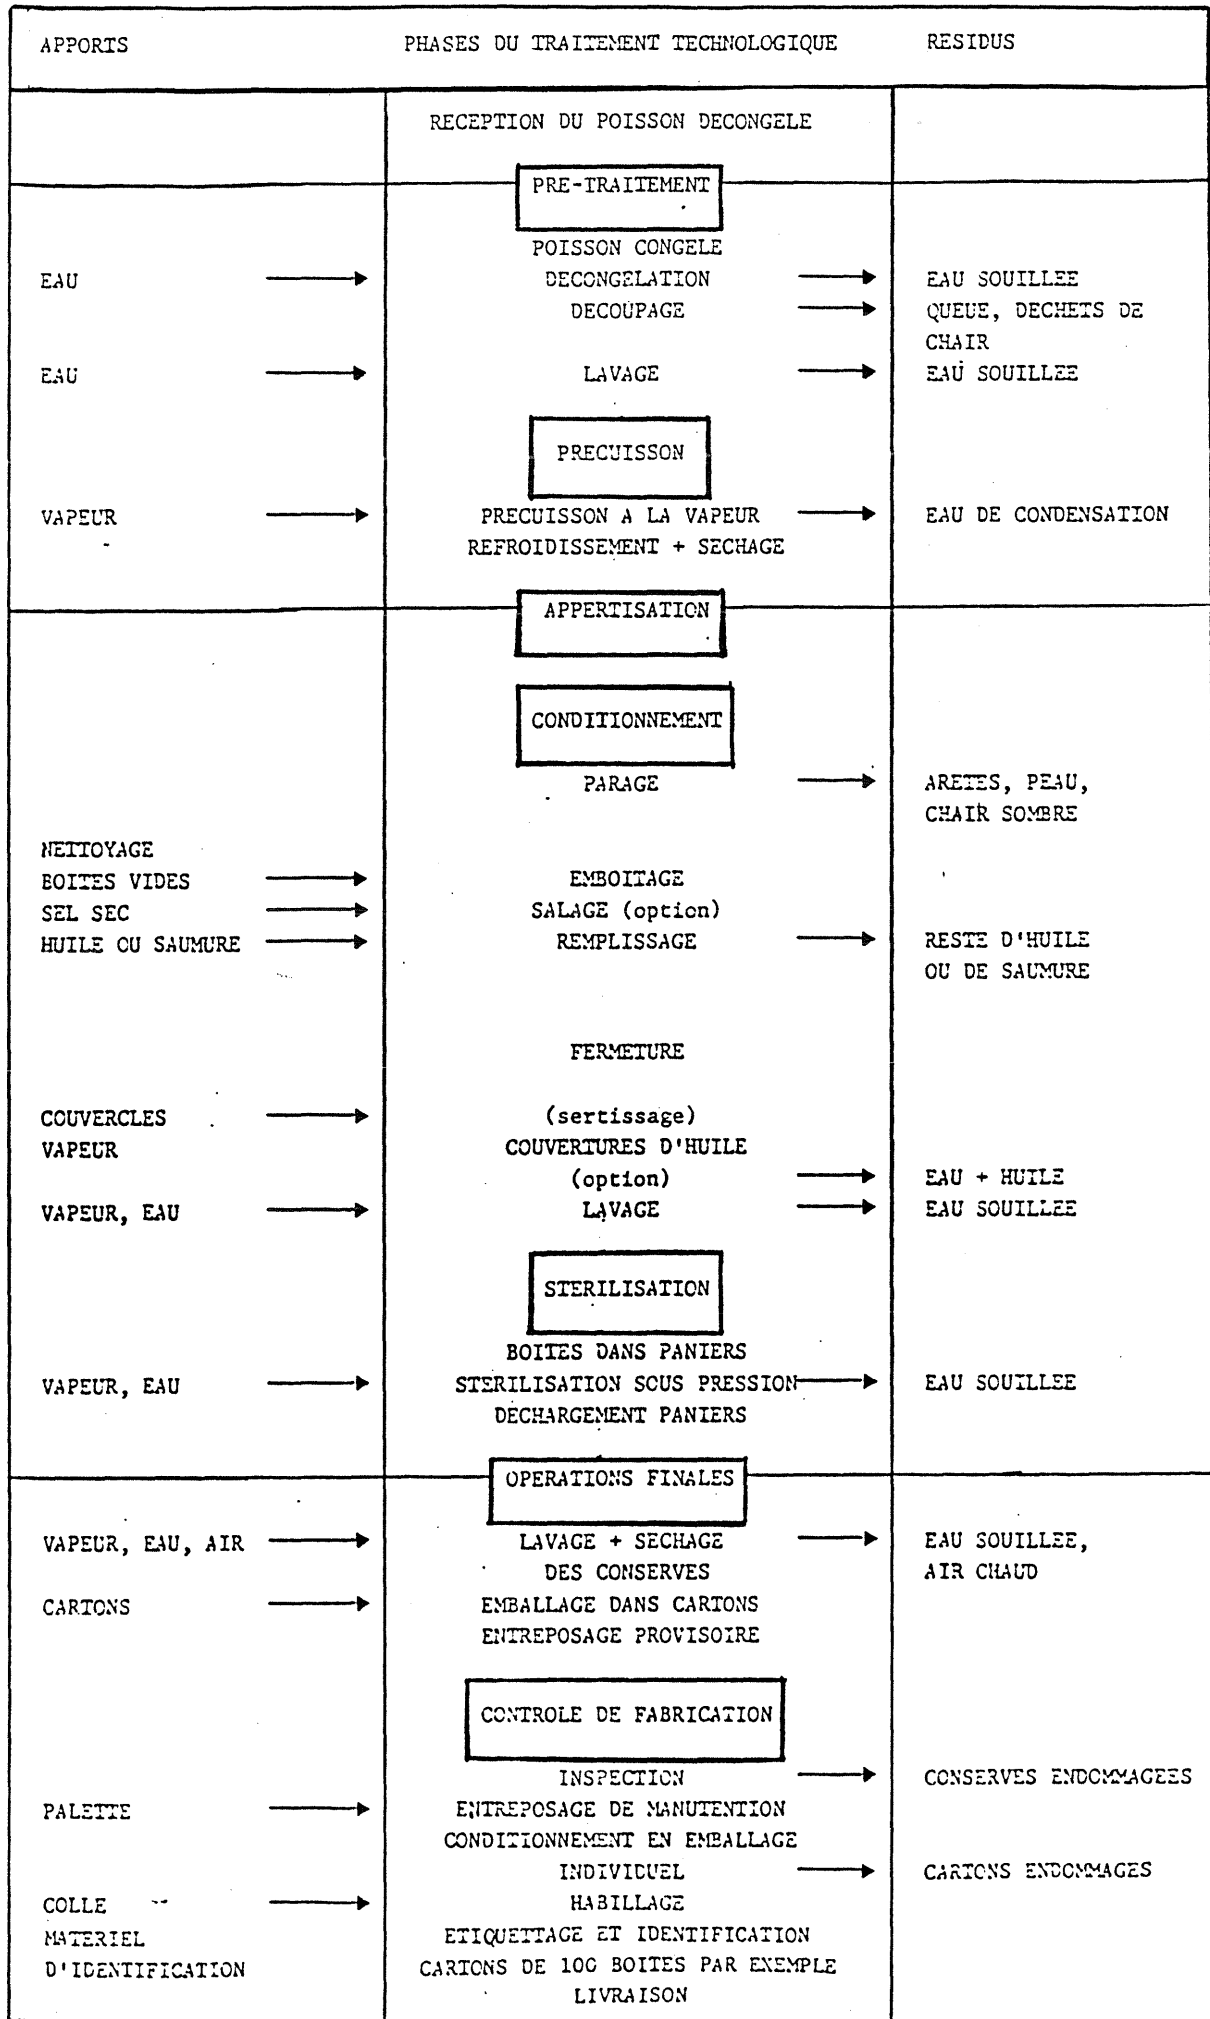 APPORTS PHASES DU TRAITEMENT TECHNOLOGIQUE RESIDUS
RECEPTION DU POISSON DECONGELE
PRE-TRAITEMENT
POISSON CONGELE
EAU DECONGELATION EAU SOUILLEE
DECOUPAGE QUEUE, DECHETS DE
CHAIR
EAU LAVAGE EAU SOUILLEE
PRECUISSON
VAPEUR PRECUISSON A LA VAPEUR EAU DE CONDENSATION
REFROIDISSEMENT + SECHAGE
APPERTISATION
CONDITIONNEMENT
PARAGE ARETES, PEAU,
CHAIR SOMBRE
NETTOYAGE
BOITES VIDES EMBOITAGE
SEL SEC SALAGE (option)
HUILE OU SAUMURE REMPLISSAGE RESTE D'HUILE
OU DE SAUMURE
FERMETURE
COUVERCLES (sertissage)
VAPEUR COUVERTURES D'HUILE
(option) EAU + HUILE
VAPEUR, EAU LAVAGE EAU SOUILLEE
STERILISATION
BOITES DANS PANIERS
VAPEUR, EAU STERILISATION SOUS PRESSION EAU SOUILLEE
DECHARGEMENT PANIERS
OPERATIONS FINALES
VAPEUR, EAU, AIR LAVAGE + SECHAGE EAU SOUILLEE,
DES CONSERVES AIR CHAUD
CARTONS EMBALLAGE DANS CARTONS
ENTREPOSAGE PROVISOIRE
CONTROLE DE FABRICATION
INSPECTION CONSERVES ENDOMMAGEES
PALETTE ENTREPOSAGE DE MANUTENTION
CONDITIONNEMENT EN EMBALLAGE
INDIVIDUEL CARTONS ENDOMMAGES
COLLE HABILLAGE
MATERIEL ETIQUETTAGE ET IDENTIFICATION
D'IDENTIFICATION CARTONS DE 100 BOITES PAR EXEMPLE
LIVRAISON